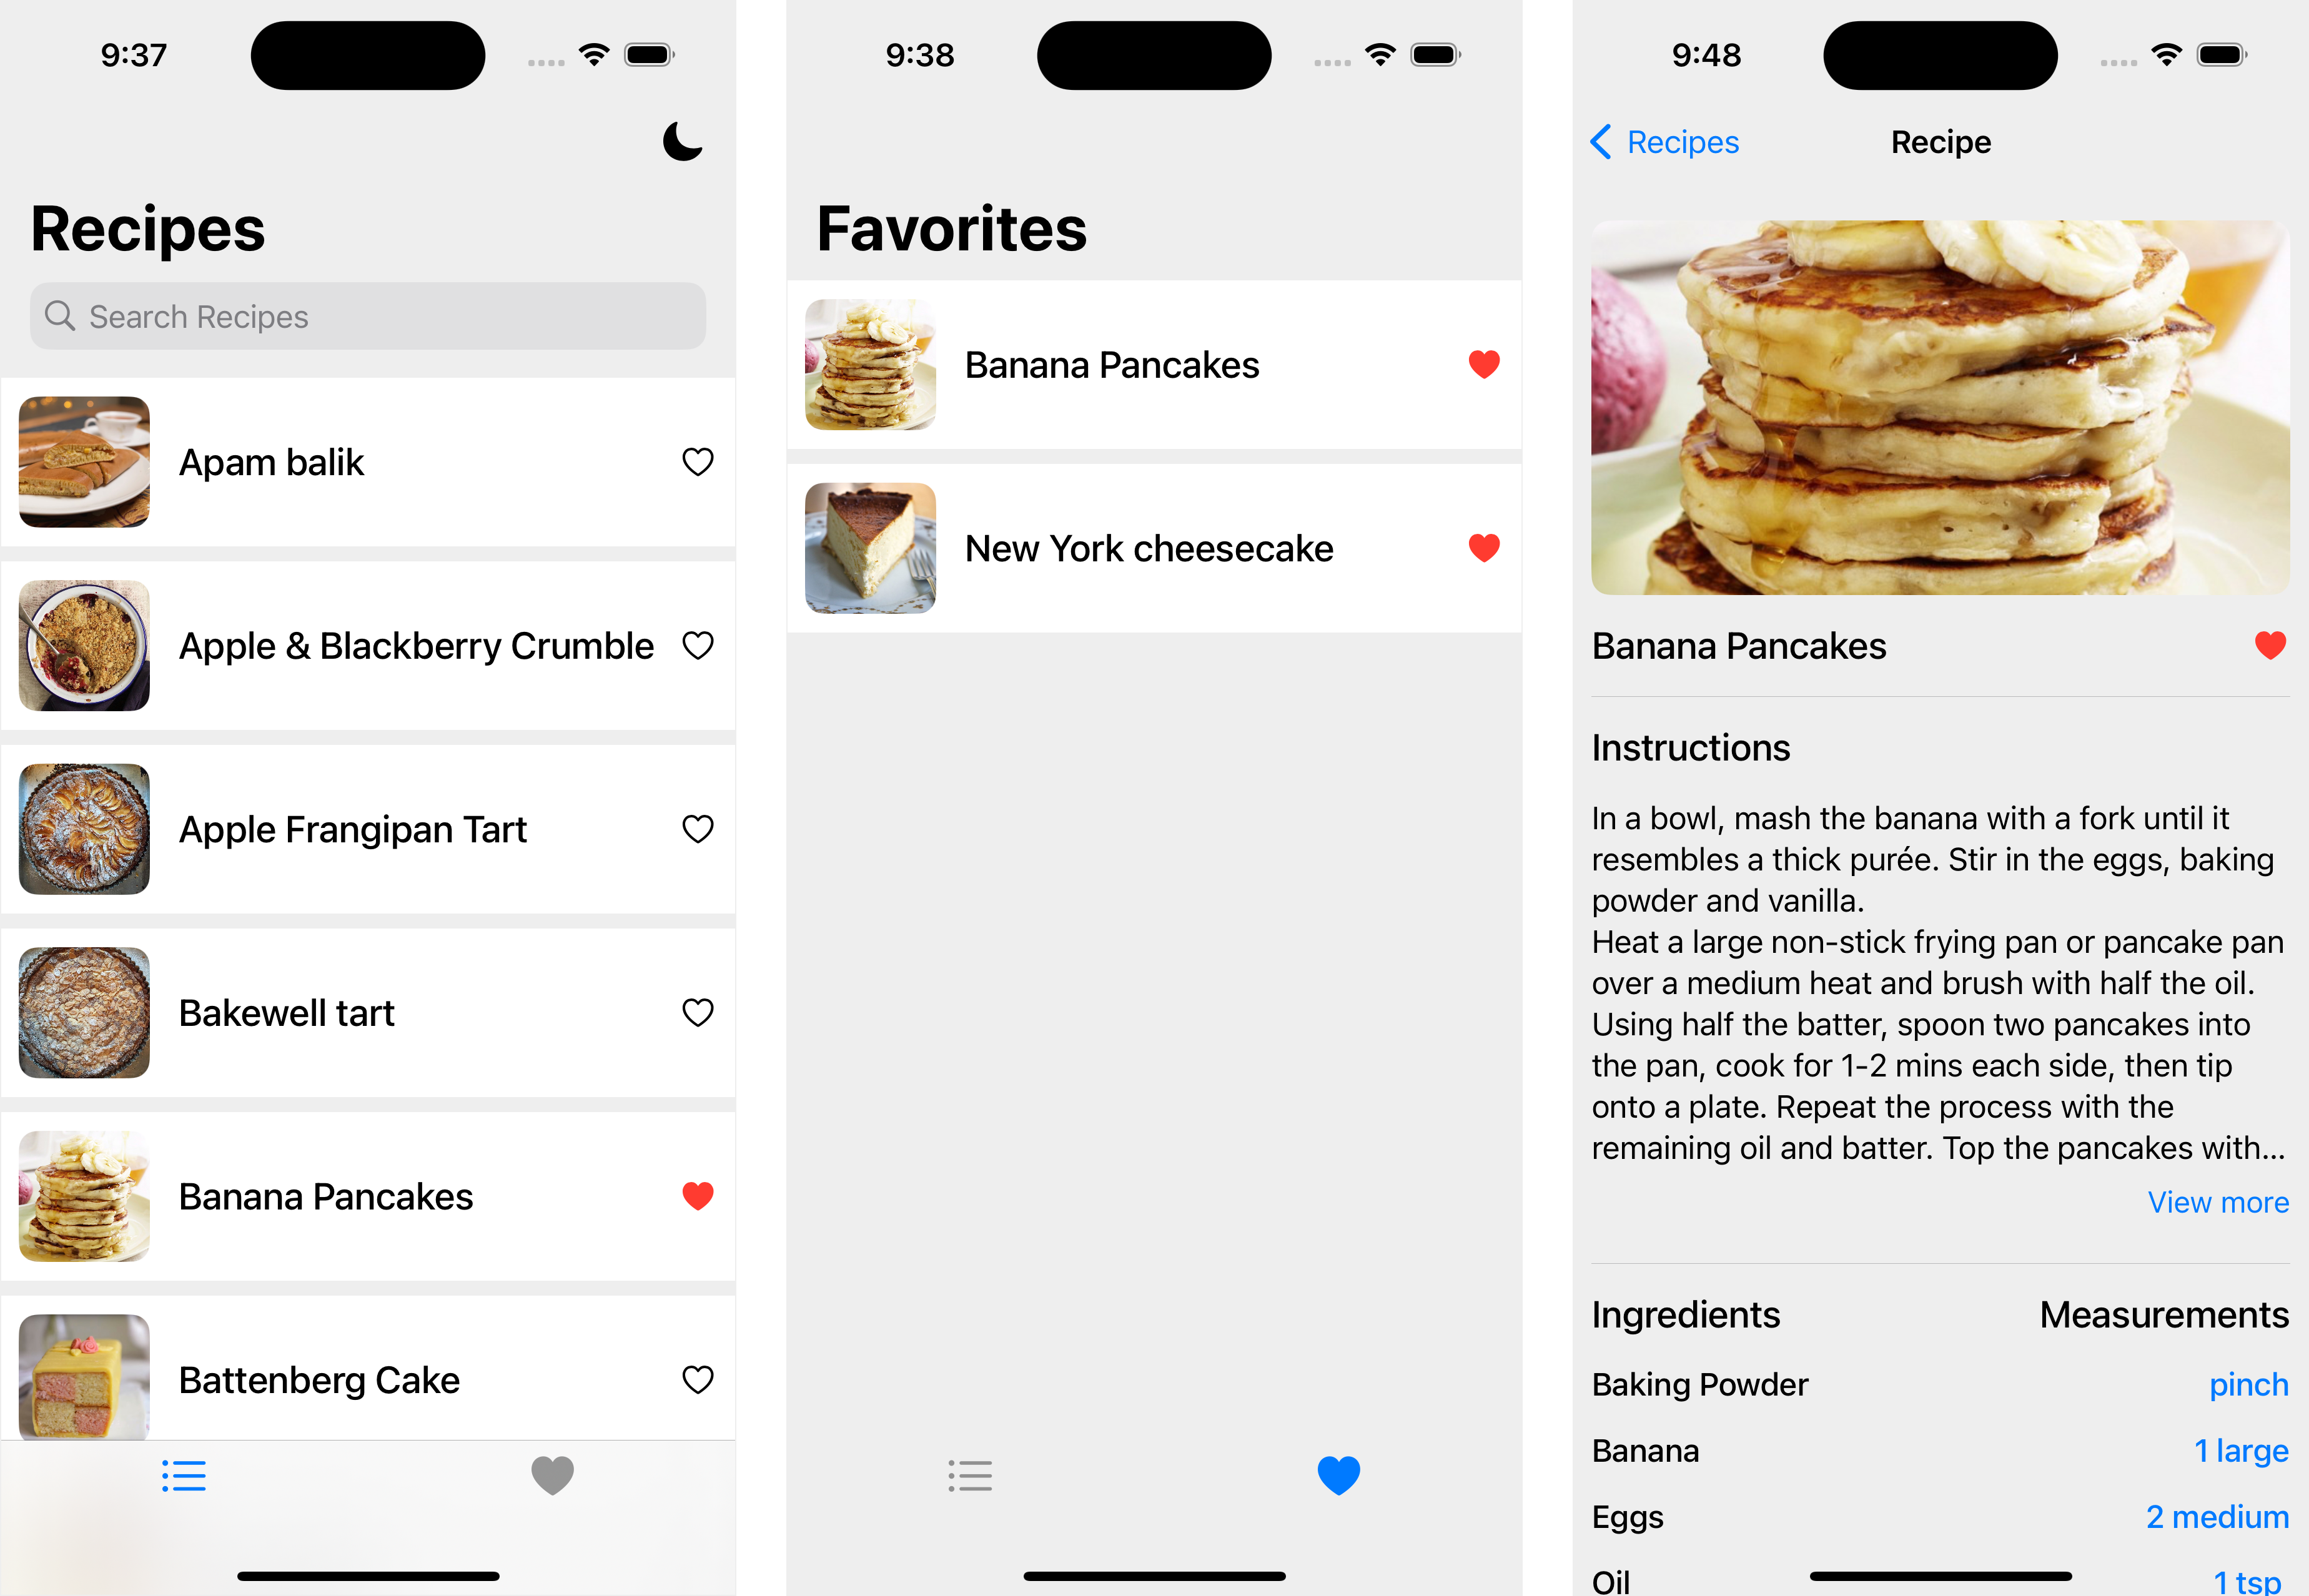 9:37
Recipes
Search Recipes
Apam balik
Apple & Blackberry Crumble
Apple Frangipan Tart
Bakewell tart
Banana Pancakes
Battenberg Cake
9:38
Favorites
Banana Pancakes
New York cheesecake
9:48
Recipes
Recipe
Banana Pancakes
Instructions
In a bowl, mash the banana with a fork until it
resembles a thick purée. Stir in the eggs, baking
powder and vanilla.
Heat a large non-stick frying pan or pancake pan
over a medium heat and brush with half the oil.
Using half the batter, spoon two pancakes into
the pan, cook for 1-2 mins each side, then tip
onto a plate. Repeat the process with the
remaining oil and batter. Top the pancakes with...
View more
Ingredients Measurements
Baking Powder pinch
Banana 1 large
Eggs 2 medium
Oil 1 tsp